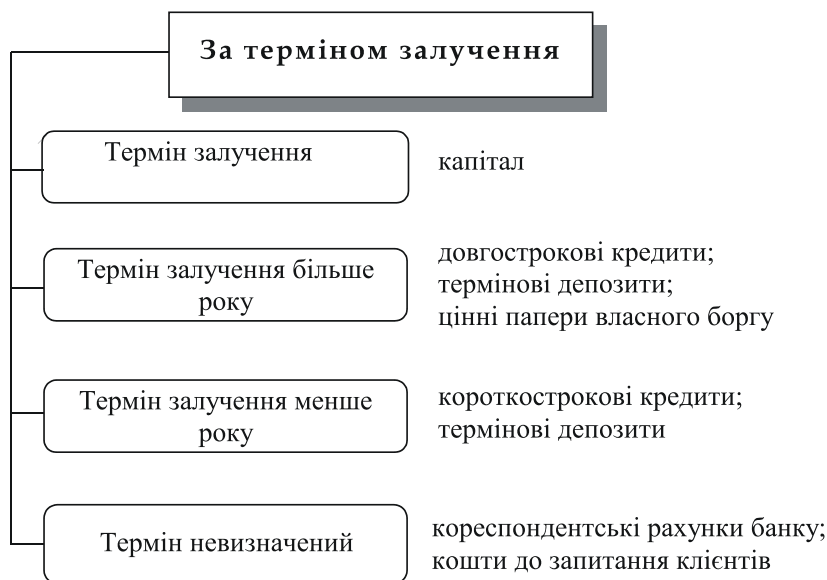 За терміном залучення
Термін залучення
капітал
Термін залучення більше
року
довгострокові кредити;
термінові депозити;
цінні папери власного боргу
Термін залучення менше
року
короткострокові кредити;
термінові депозити
Термін невизначений
кореспондентські рахунки банку;
кошти до запитання клієнтів